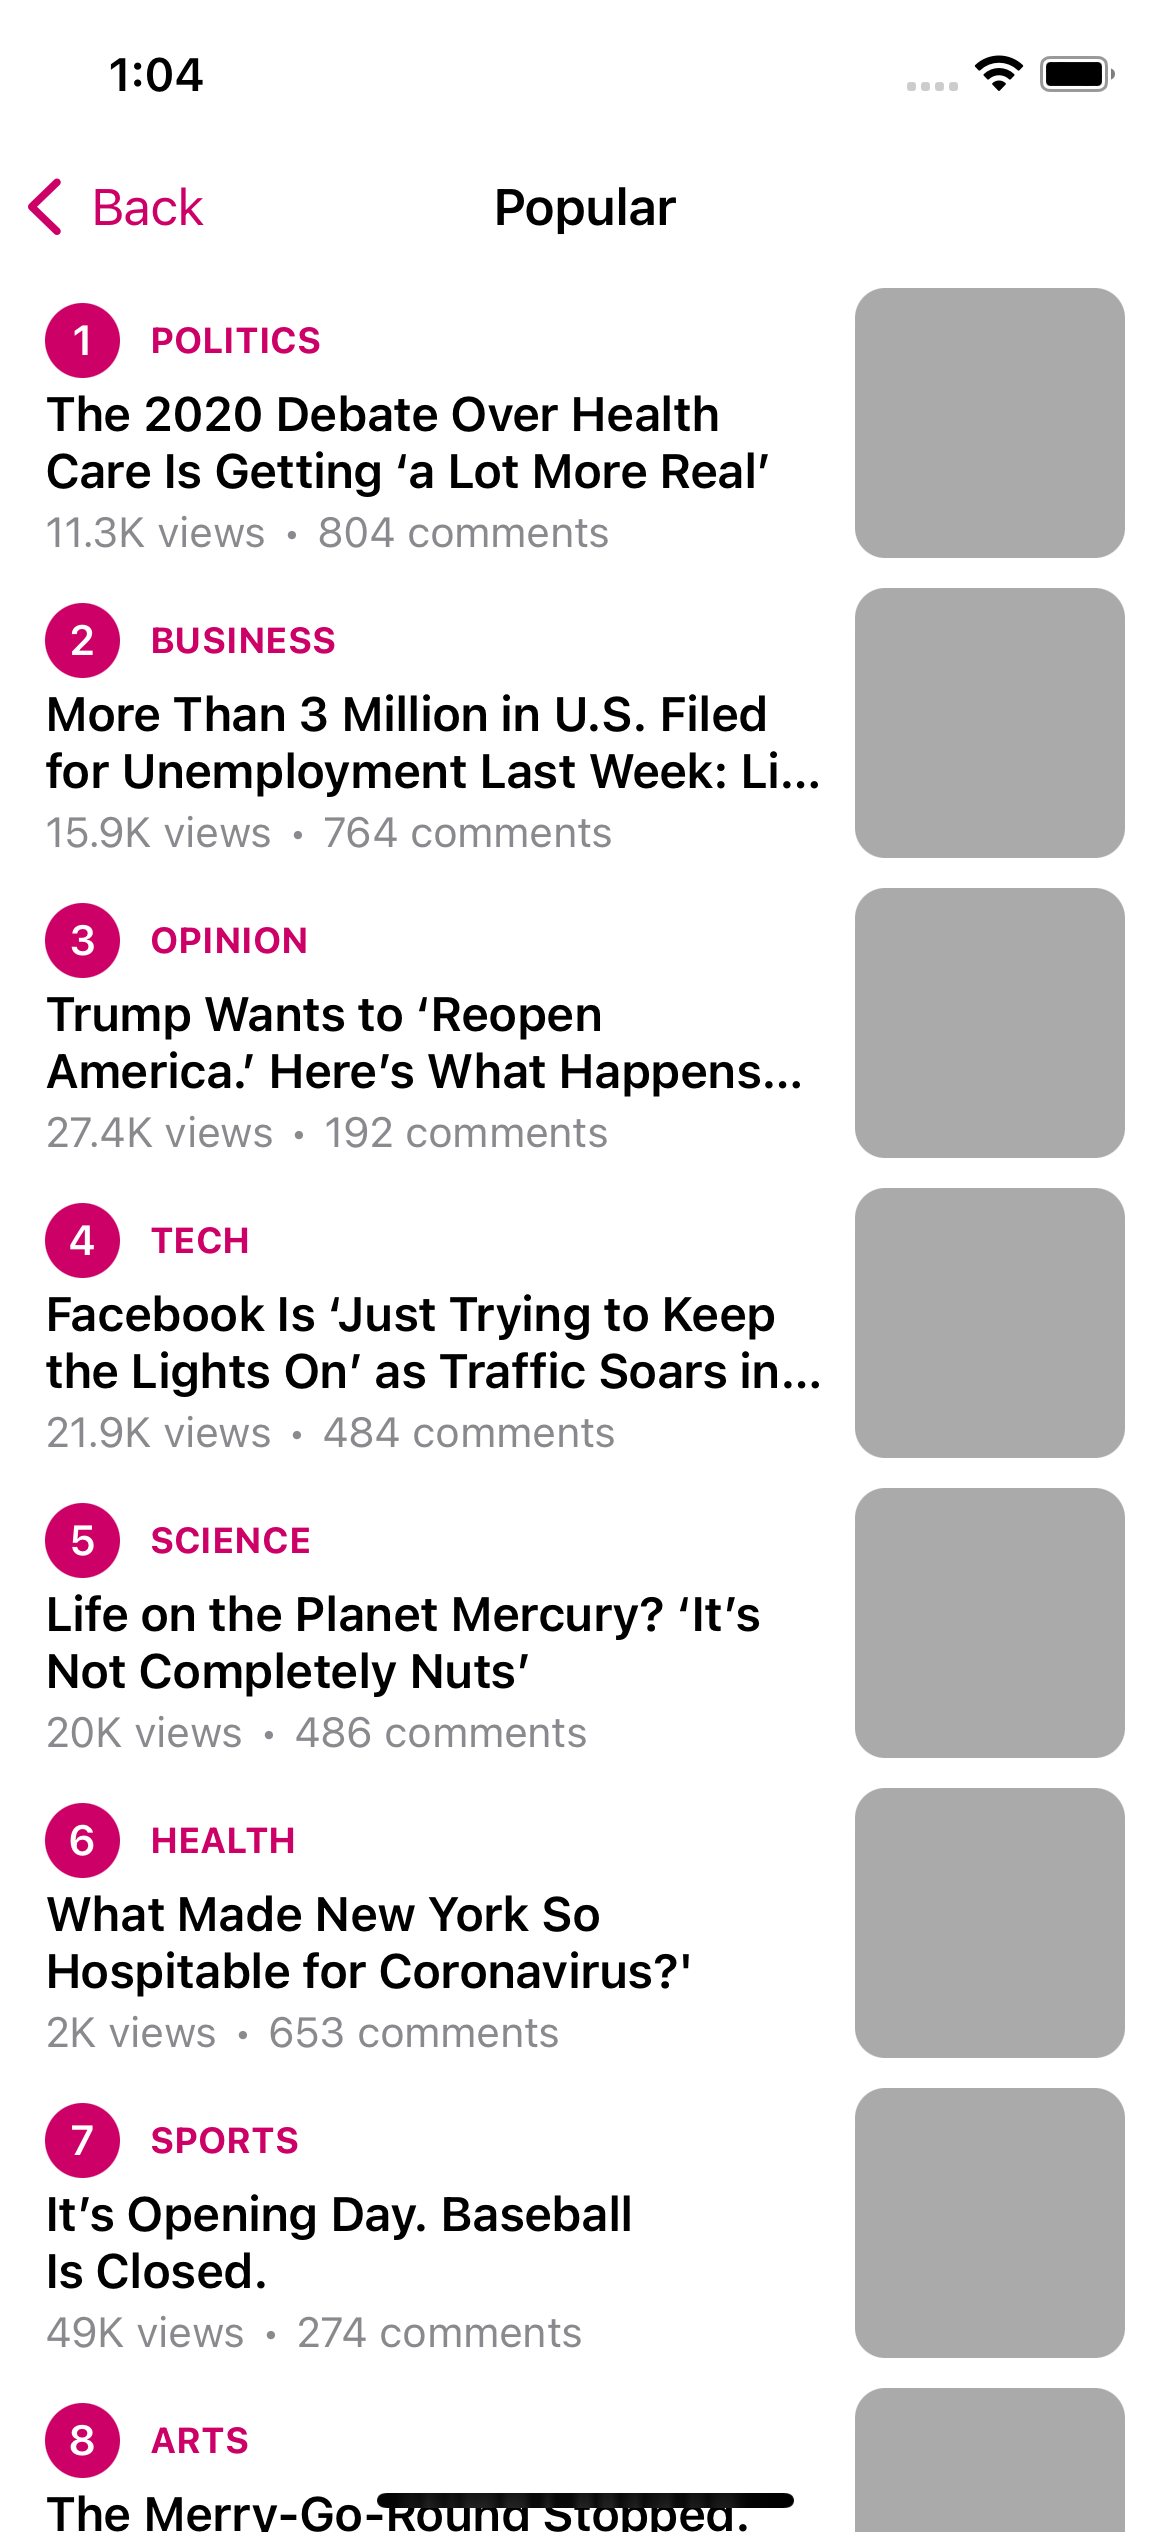 1:04
Back
Popular
1 POLITICS
The 2020 Debate Over Health
Care Is Getting ‘a Lot More Real’
11.3K views • 804 comments
2 BUSINESS
More Than 3 Million in U.S. Filed
for Unemployment Last Week: Li...
15.9K views • 764 comments
3 OPINION
Trump Wants to ‘Reopen
America.’ Here’s What Happens...
27.4K views • 192 comments
4 TECH
Facebook Is ‘Just Trying to Keep
the Lights On’ as Traffic Soars in...
21.9K views • 484 comments
5 SCIENCE
Life on the Planet Mercury? ‘It’s
Not Completely Nuts’
20K views • 486 comments
6 HEALTH
What Made New York So
Hospitable for Coronavirus?'
2K views • 653 comments
7 SPORTS
It’s Opening Day. Baseball
Is Closed.
49K views • 274 comments
8 ARTS
The Merry-Go-Round Stopped.